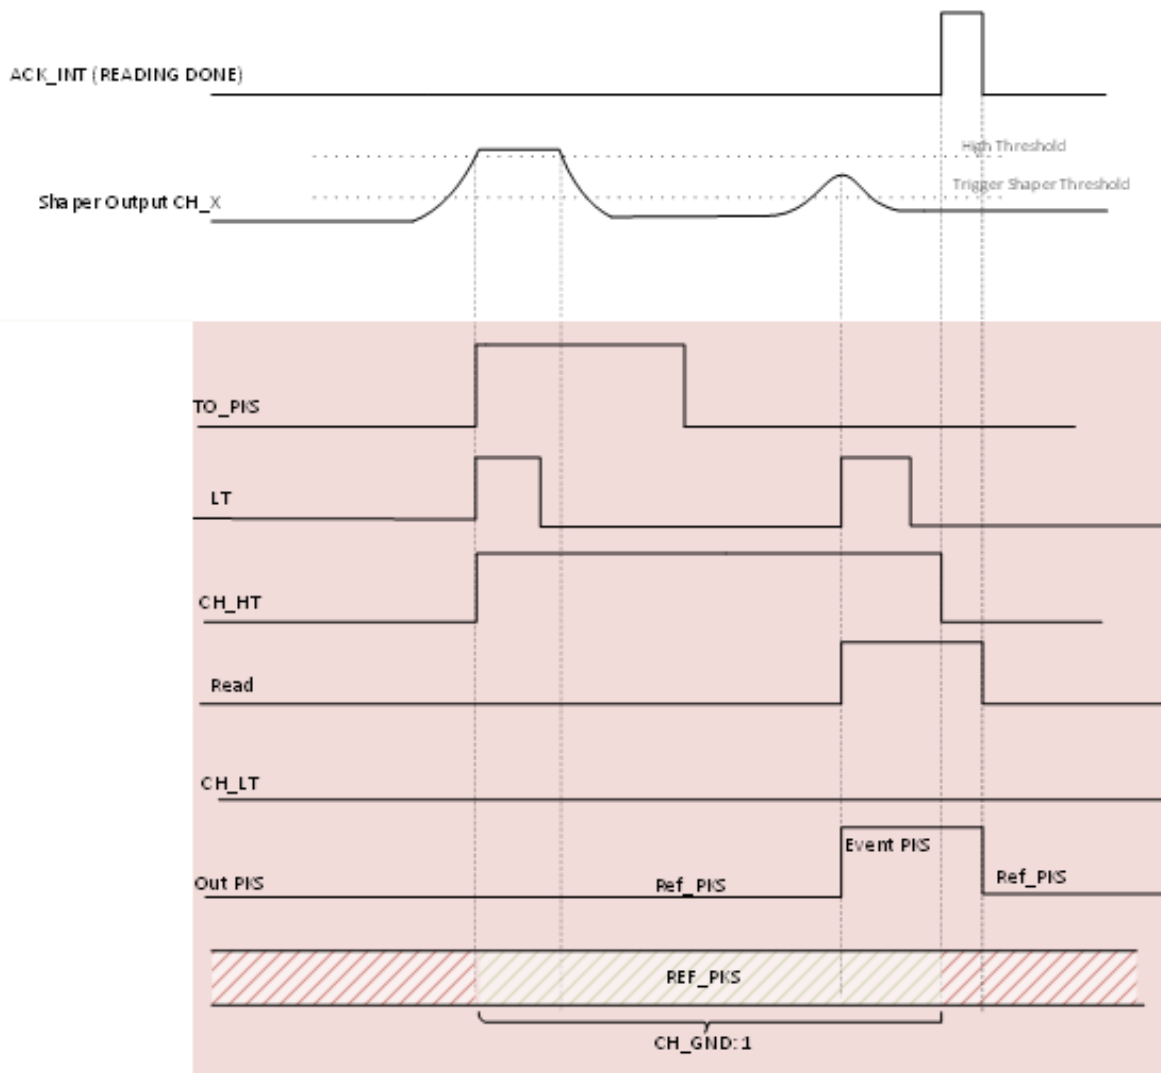 ACK_INT (READING DONE)
High Threshold
Trigger Shaper Threshold
Shaper Output CH_X
TO_PKS
LT
CH_HT
Read
CH_LT
Event PKS
Out PKS
Ref_PKS
Ref_PKS
REF_PKS
CH_GND:1